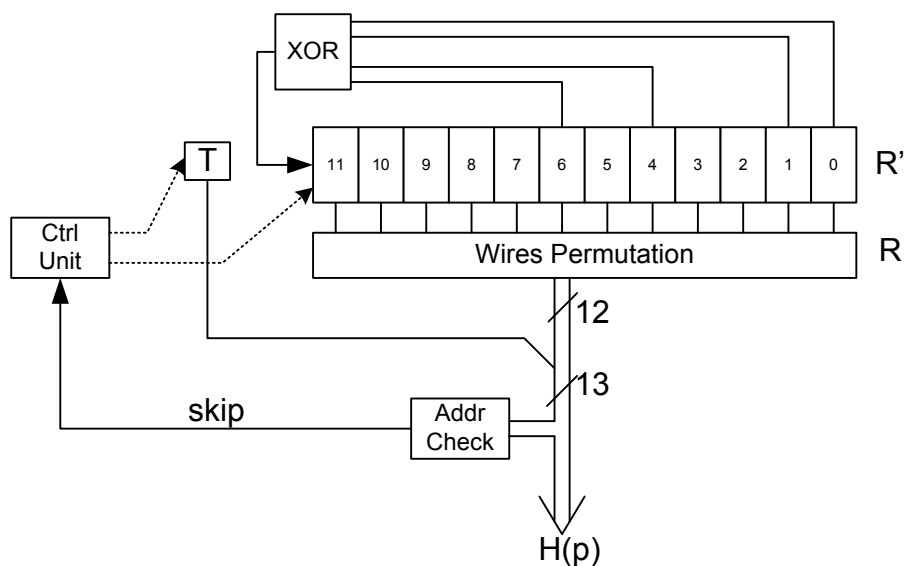 XOR
T
11 10 9 8 7 6 5 4 3 2 1 0
R'
Ctrl
Unit
Wires Permutation
R
12
13
skip
Addr
Check
H(p)